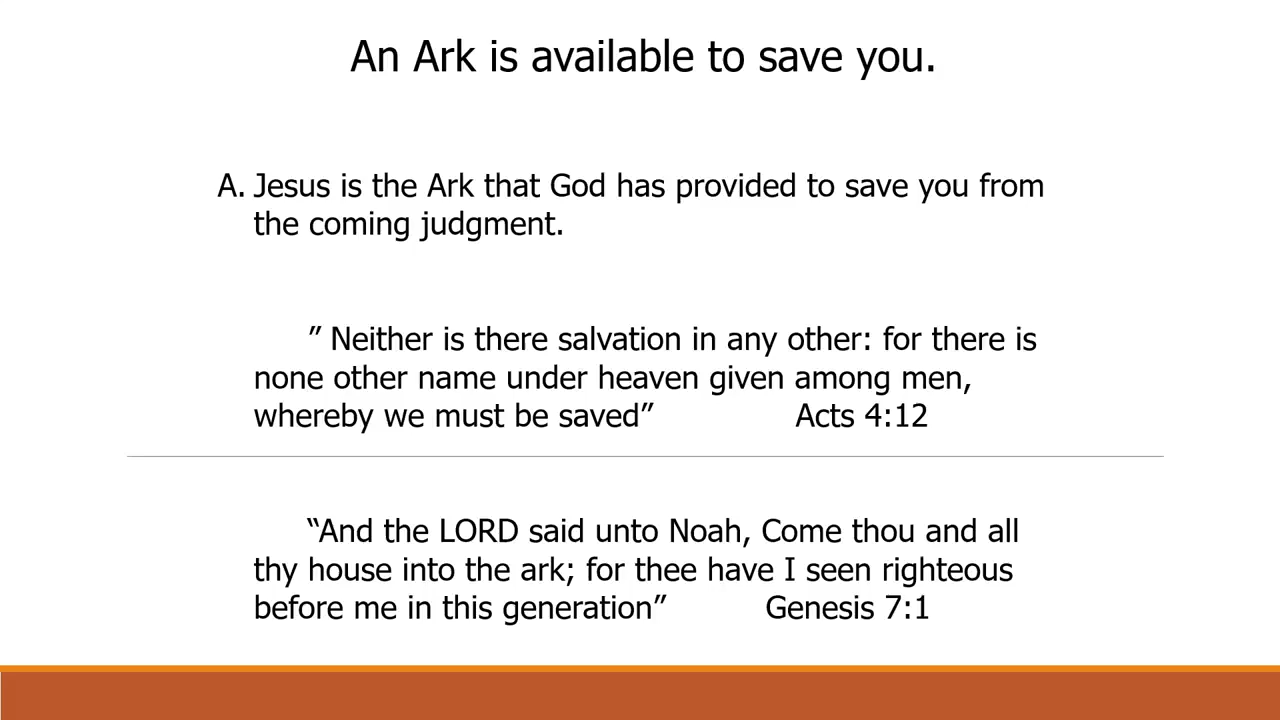 An Ark is available to save you.
A. Jesus is the Ark that God has provided to save you from
the coming judgment.
” Neither is there salvation in any other: for there is
none other name under heaven given among men,
whereby we must be saved” Acts 4:12
“And the LORD said unto Noah, Come thou and all
thy house into the ark; for thee have I seen righteous
before me in this generation” Genesis 7:1